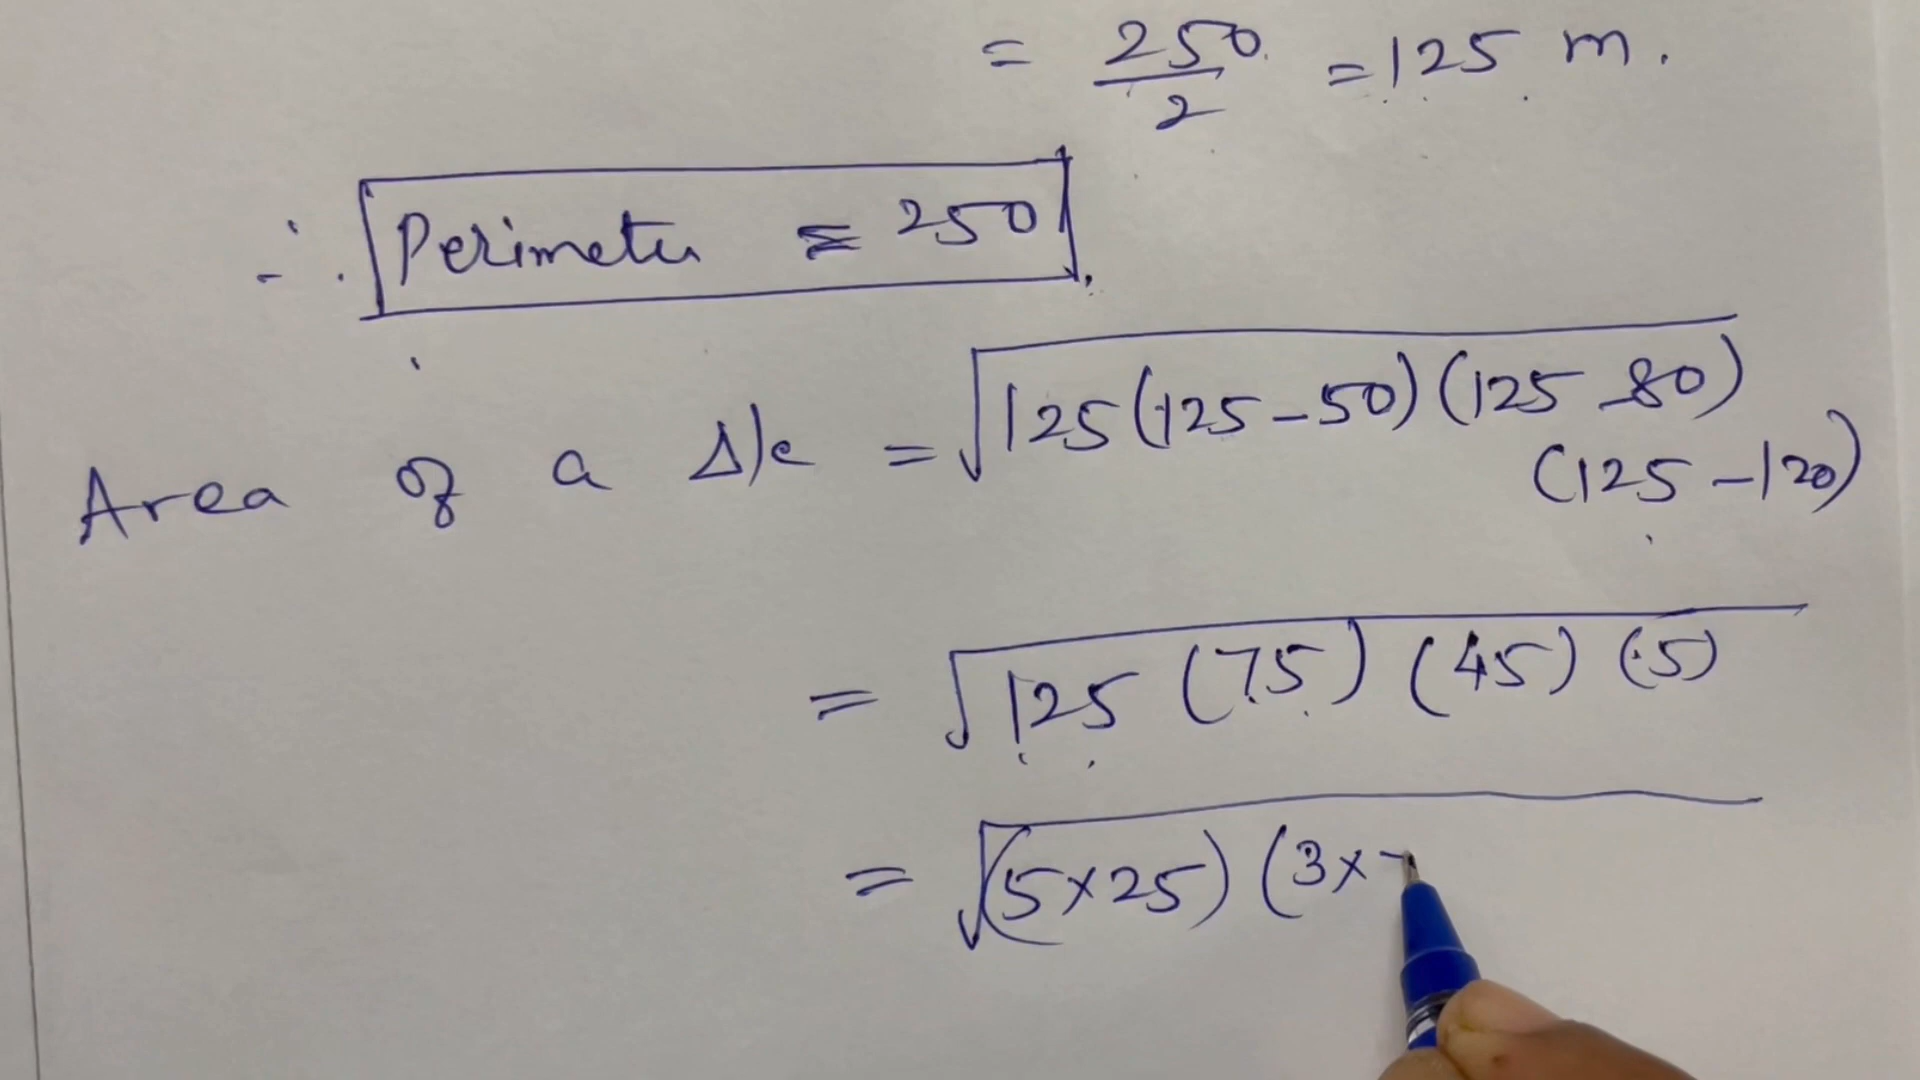 = 250/2 = 125 m.
∴ Perimeter = 250.
Area of a Δle = √125(125-50)(125-80)
(125-120)
= √125 (75) (45) (5)
= √(5×25) (3×